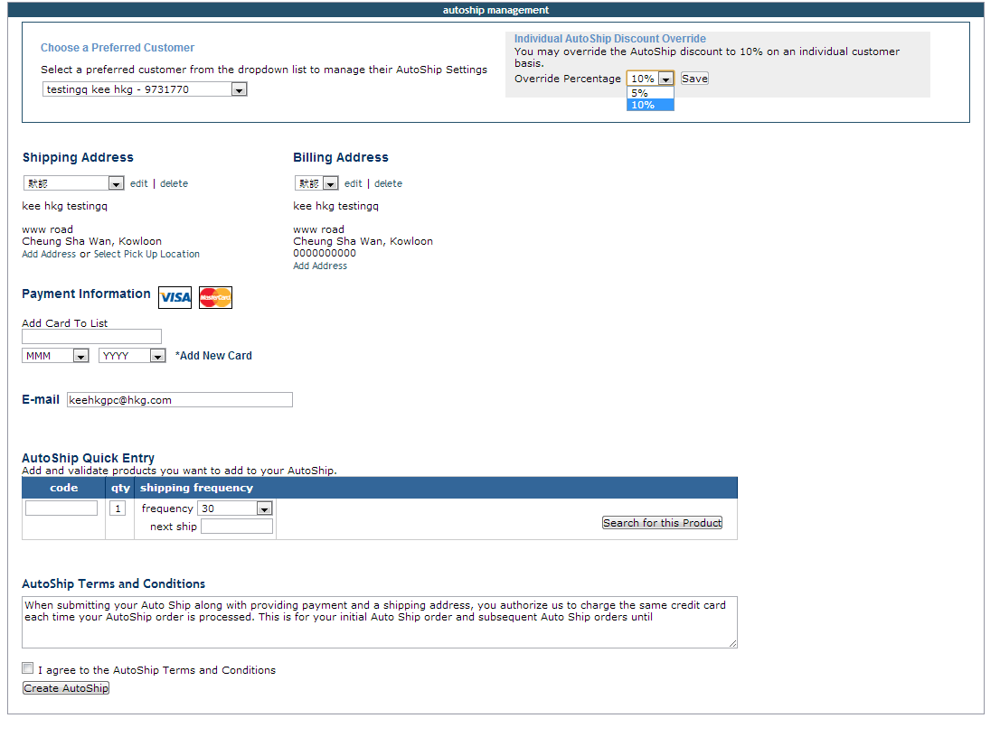 autoship management
Choose a Preferred Customer
Select a preferred customer from the dropdown list to manage their AutoShip Settings
testingq kee hkg - 9731770
Individual AutoShip Discount Override
You may override the AutoShip discount to 10% on an individual customer
basis.
Override Percentage 10% Save
5%
10%
Shipping Address
默認 edit | delete
kee hkg testingq
www road
Cheung Sha Wan, Kowloon
Add Address or Select Pick Up Location
Billing Address
默認 edit | delete
kee hkg testingq
www road
Cheung Sha Wan, Kowloon
0000000000
Add Address
Payment Information VISA MasterCard
Add Card To List
MMM YYYY *Add New Card
E-mail keehkgpc@hkg.com
AutoShip Quick Entry
Add and validate products you want to add to your AutoShip.
code qty shipping frequency
1 frequency 30
next ship
Search for this Product
AutoShip Terms and Conditions
When submitting your Auto Ship along with providing payment and a shipping address, you authorize us to charge the same credit card
each time your AutoShip order is processed. This is for your initial Auto Ship order and subsequent Auto Ship orders until
I agree to the AutoShip Terms and Conditions
Create AutoShip